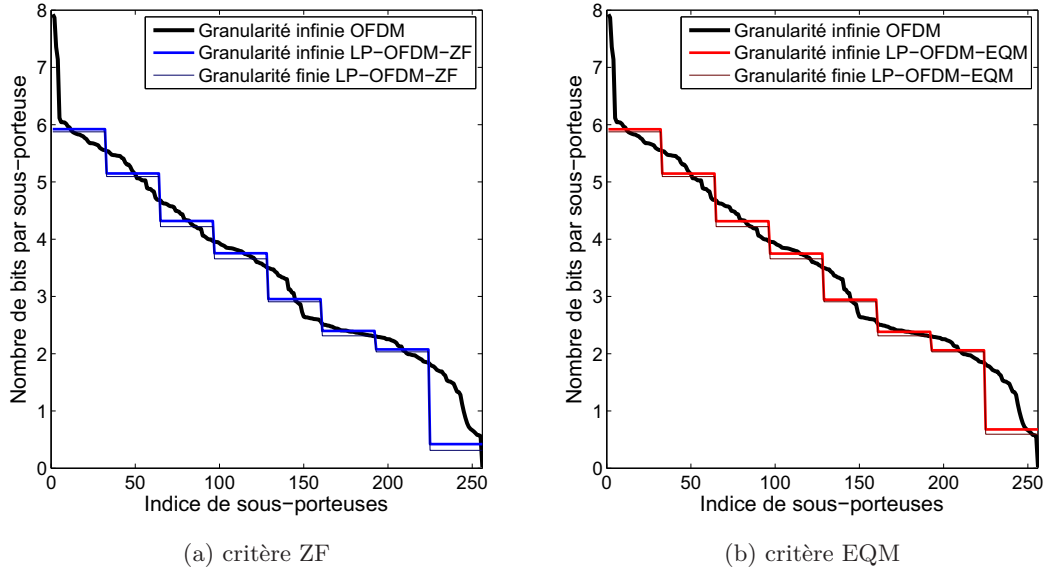 Granularité infinie OFDM
Granularité infinie LP−OFDM−ZF
Granularité finie LP−OFDM−ZF
Nombre de bits par sous−porteuse
8
7
6
5
4
3
2
1
0
0 50 100 150 200 250
Indice de sous−porteuses
(a) critère ZF
Granularité infinie OFDM
Granularité infinie LP−OFDM−EQM
Granularité finie LP−OFDM−EQM
Nombre de bits par sous−porteuse
8
7
6
5
4
3
2
1
0
0 50 100 150 200 250
Indice de sous−porteuses
(b) critère EQM